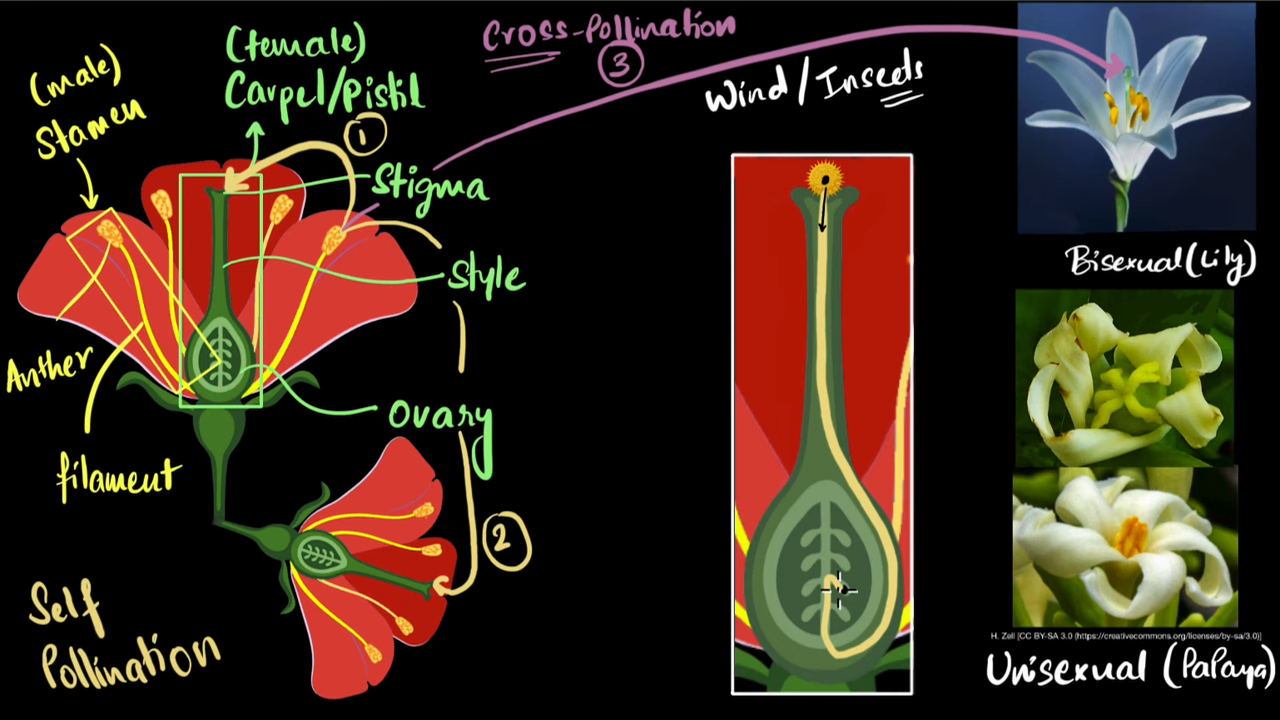 (male)
Stamen
(female)
Carpel/Pistil
Cross-Pollination
3
Wind/Insects
1
Stigma
Style
Ovary
Anther
filament
2
Self
Pollination
Bisexual (Lily)
H. Zell [CC BY-SA 3.0 (https://creativecommons.org/licenses/by-sa/3.0)]
Unisexual (Papaya)